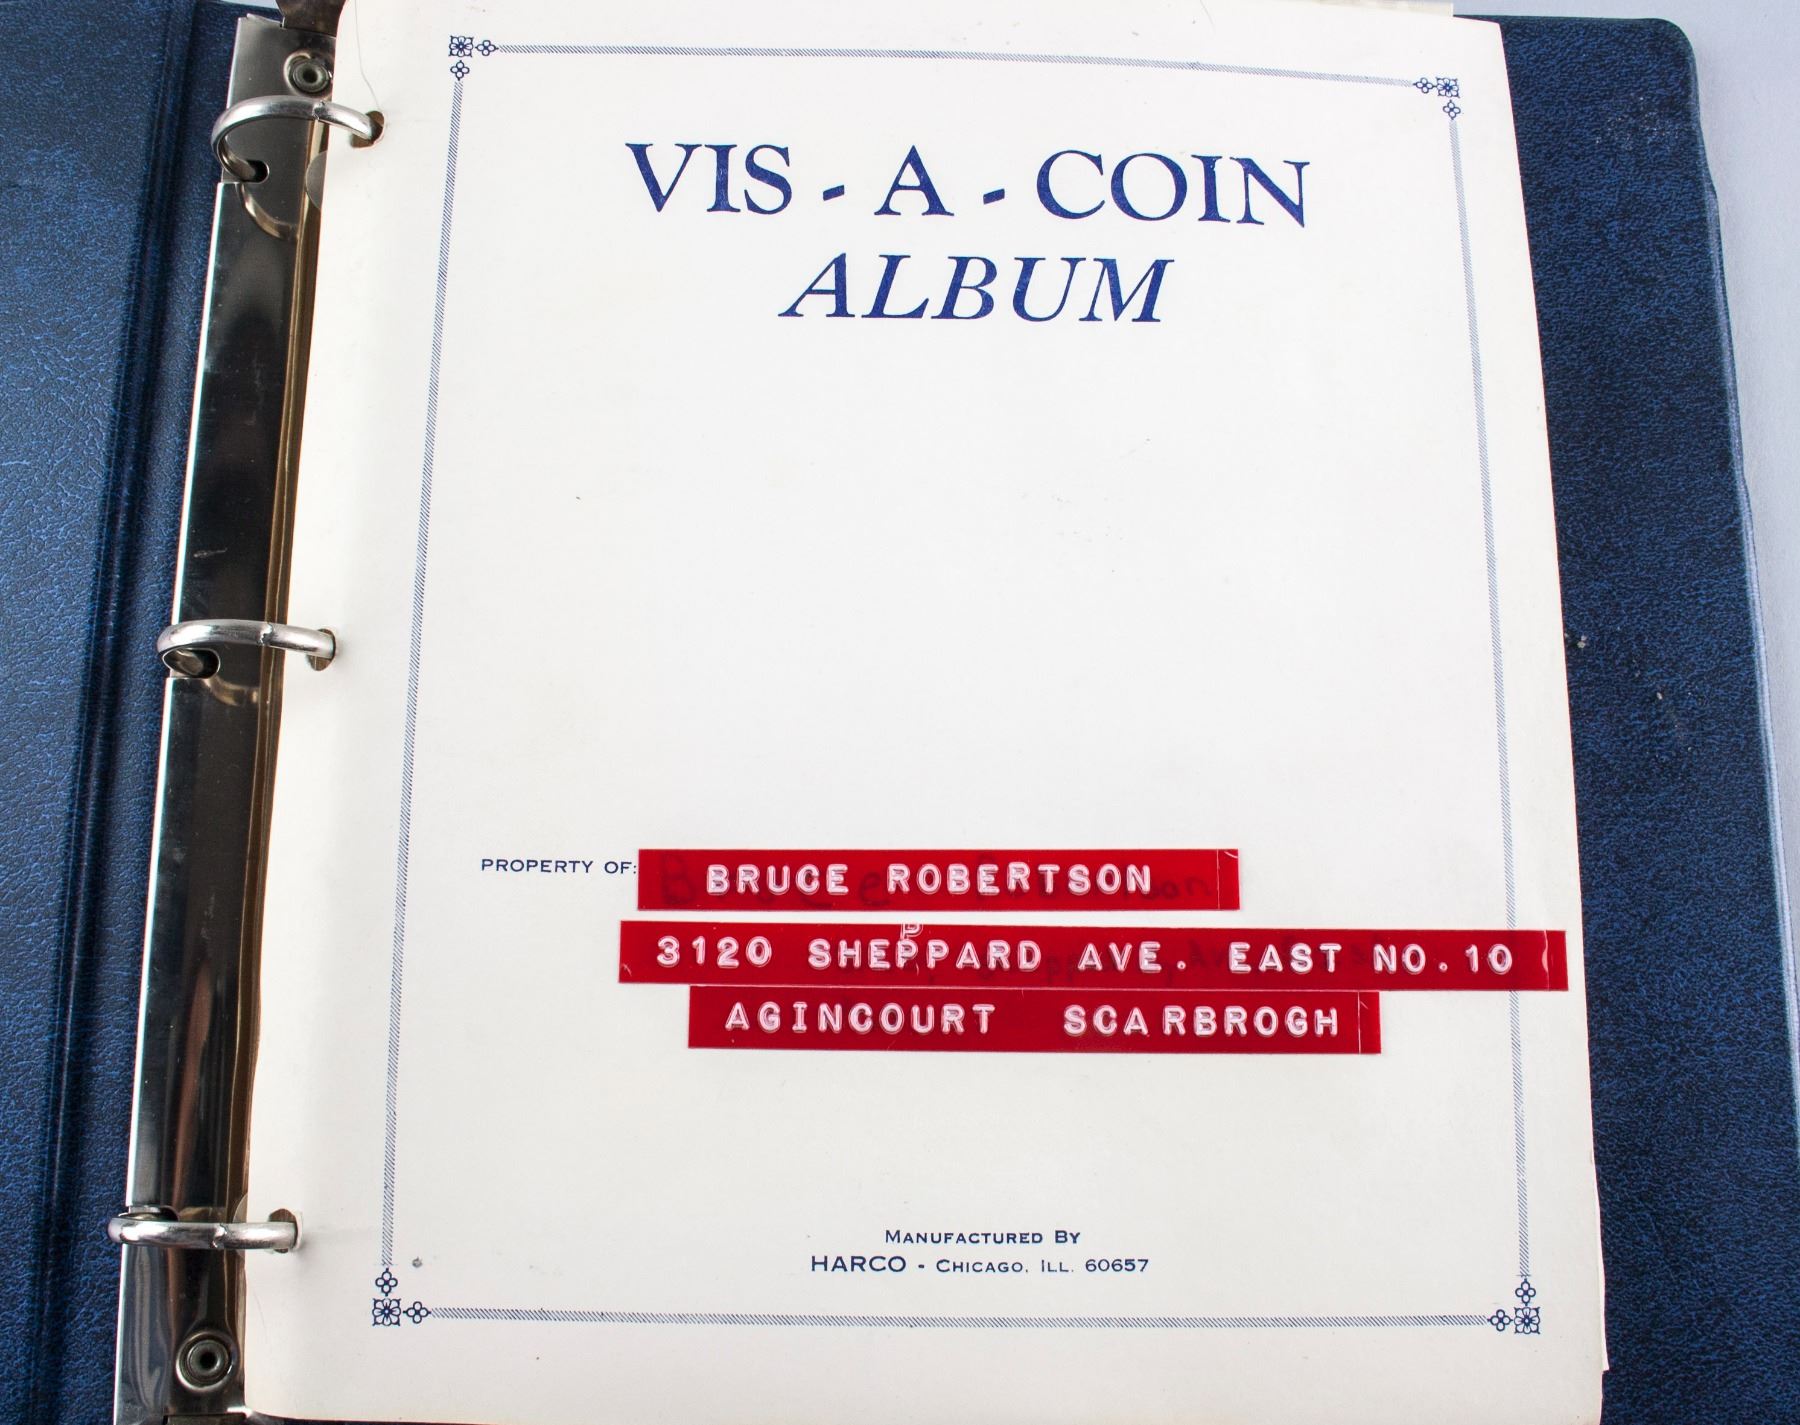 VIS - A - COIN
ALBUM
PROPERTY OF: BRUCE ROBERTSON
3120 SHEPPARD AVE. EAST NO.10
AGINCOURT SCARBROGH
MANUFACTURED BY
HARCO - CHICAGO, ILL. 60657